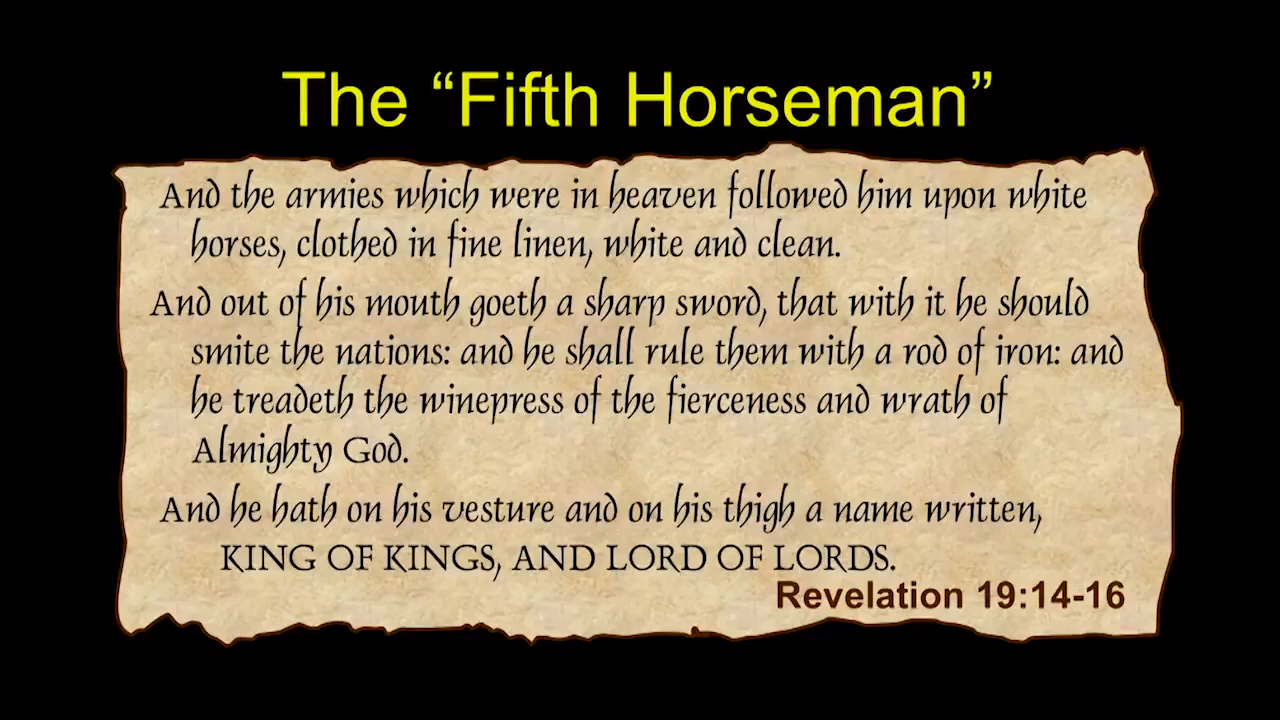 The “Fifth Horseman”
And the armies which were in heaven followed him upon white
horses, clothed in fine linen, white and clean.
And out of his mouth goeth a sharp sword, that with it he should
smite the nations: and he shall rule them with a rod of iron: and
he treadeth the winepress of the fierceness and wrath of
Almighty God.
And he hath on his vesture and on his thigh a name written,
KING OF KINGS, AND LORD OF LORDS.
Revelation 19:14-16